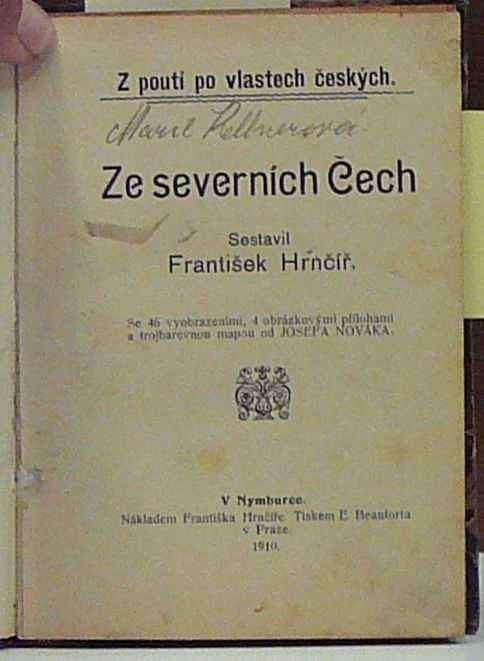 Z poutí po vlastech českých.
Marie Kellnerová
Ze severních Čech
Sestavil
František Hrnčíř.
Se 46 vyobrazeními, 4 obrázkovými přílohami
a trojbarevnou mapou od JOSEFA NOVÁKA.
V Nymburce.
Nákladem Františka Hrnčíře. Tiskem E. Beauforta
v Praze.
1910.